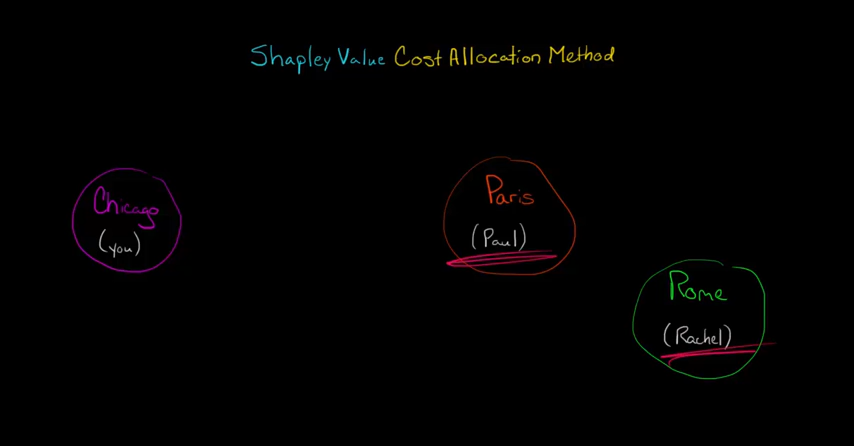 Shapley Value Cost Allocation Method
Chicago
(you)
Paris
(Paul)
Rome
(Rachel)